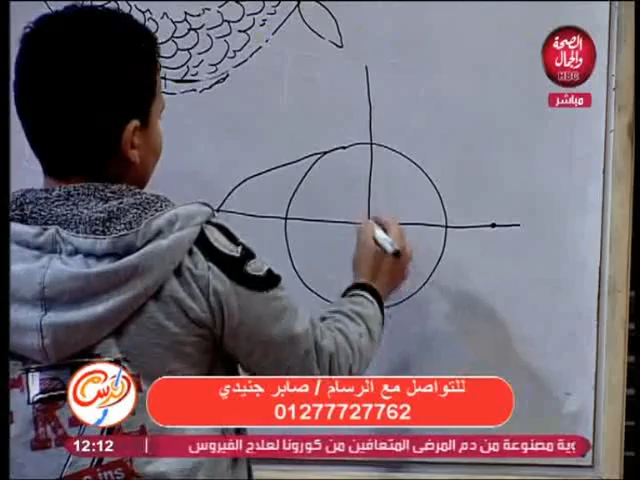 الصحة
والجمال
HBC
مباشر
للتواصل مع الرسام / صابر جنيدي
01277727762
12:12
وية مصنوعة من دم المرضى المتعافين من كورونا لعلاج الفيروس